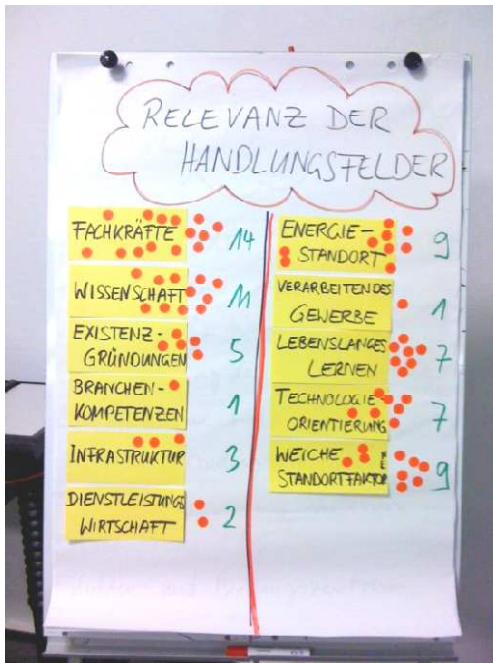 RELEVANZ DER
HANDLUNGSFELDER
FACHKRÄFTE 14
WISSENSCHAFT 11
EXISTENZ-
GRÜNDUNGEN 5
BRANCHEN-
KOMPETENZEN 1
INFRASTRUKTUR 3
DIENSTLEISTUNGS
WIRTSCHAFT 2
ENERGIE-
STANDORT 9
VERARBEITENDES
GEWERBE 1
LEBENSLANGES
LERNEN 7
TECHNOLOGIE-
ORIENTIERUNG 7
WEICHE
STANDORTFAKTOREN 9